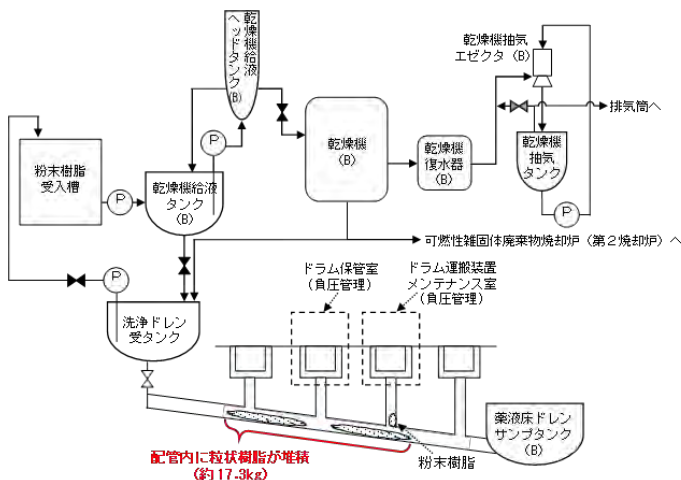 乾燥機給液
ヘッドタンク
(B)
乾燥機抽気
エゼクタ(B)
排気筒へ
P
粉末樹脂
受入槽
P
乾燥機給液
タンク
(B)
乾燥機
(B)
乾燥機
復水器
(B)
乾燥機
抽気
タンク
P
P
可燃性雑固体廃棄物焼却炉(第2焼却炉)へ
洗浄ドレン
受タンク
ドラム保管室
(負圧管理)
ドラム運搬装置
メンテナンス室
(負圧管理)
薬液床ドレン
サンプタンク
(B)
粉末樹脂
配管内に粒状樹脂が堆積
(約17.3kg)